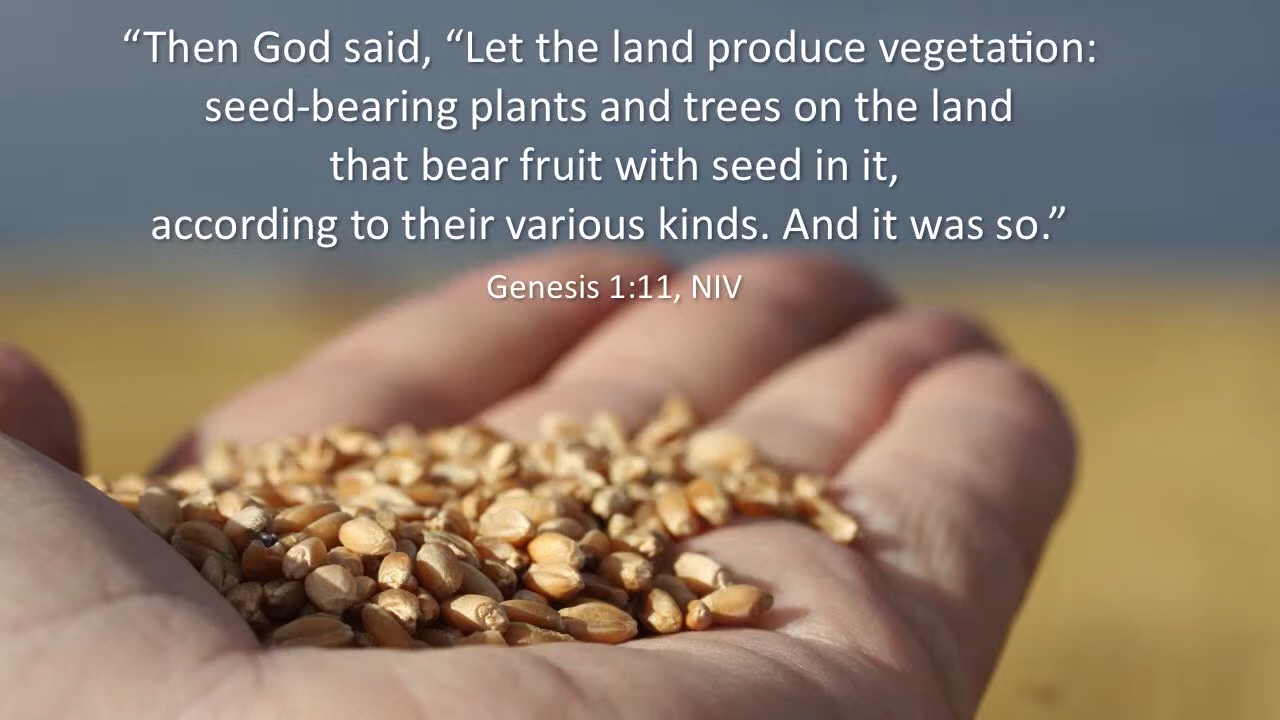 “Then God said, “Let the land produce vegetation:
seed-bearing plants and trees on the land
that bear fruit with seed in it,
according to their various kinds. And it was so.”
Genesis 1:11, NIV